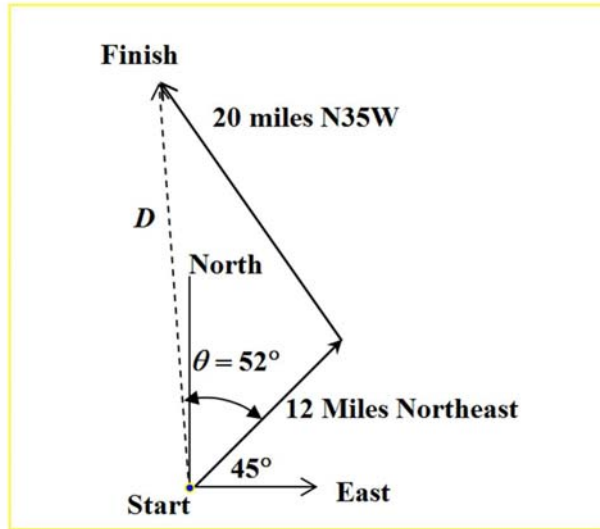 Finish
20 miles N35W
D
North
θ = 52°
12 Miles Northeast
45°
East
Start